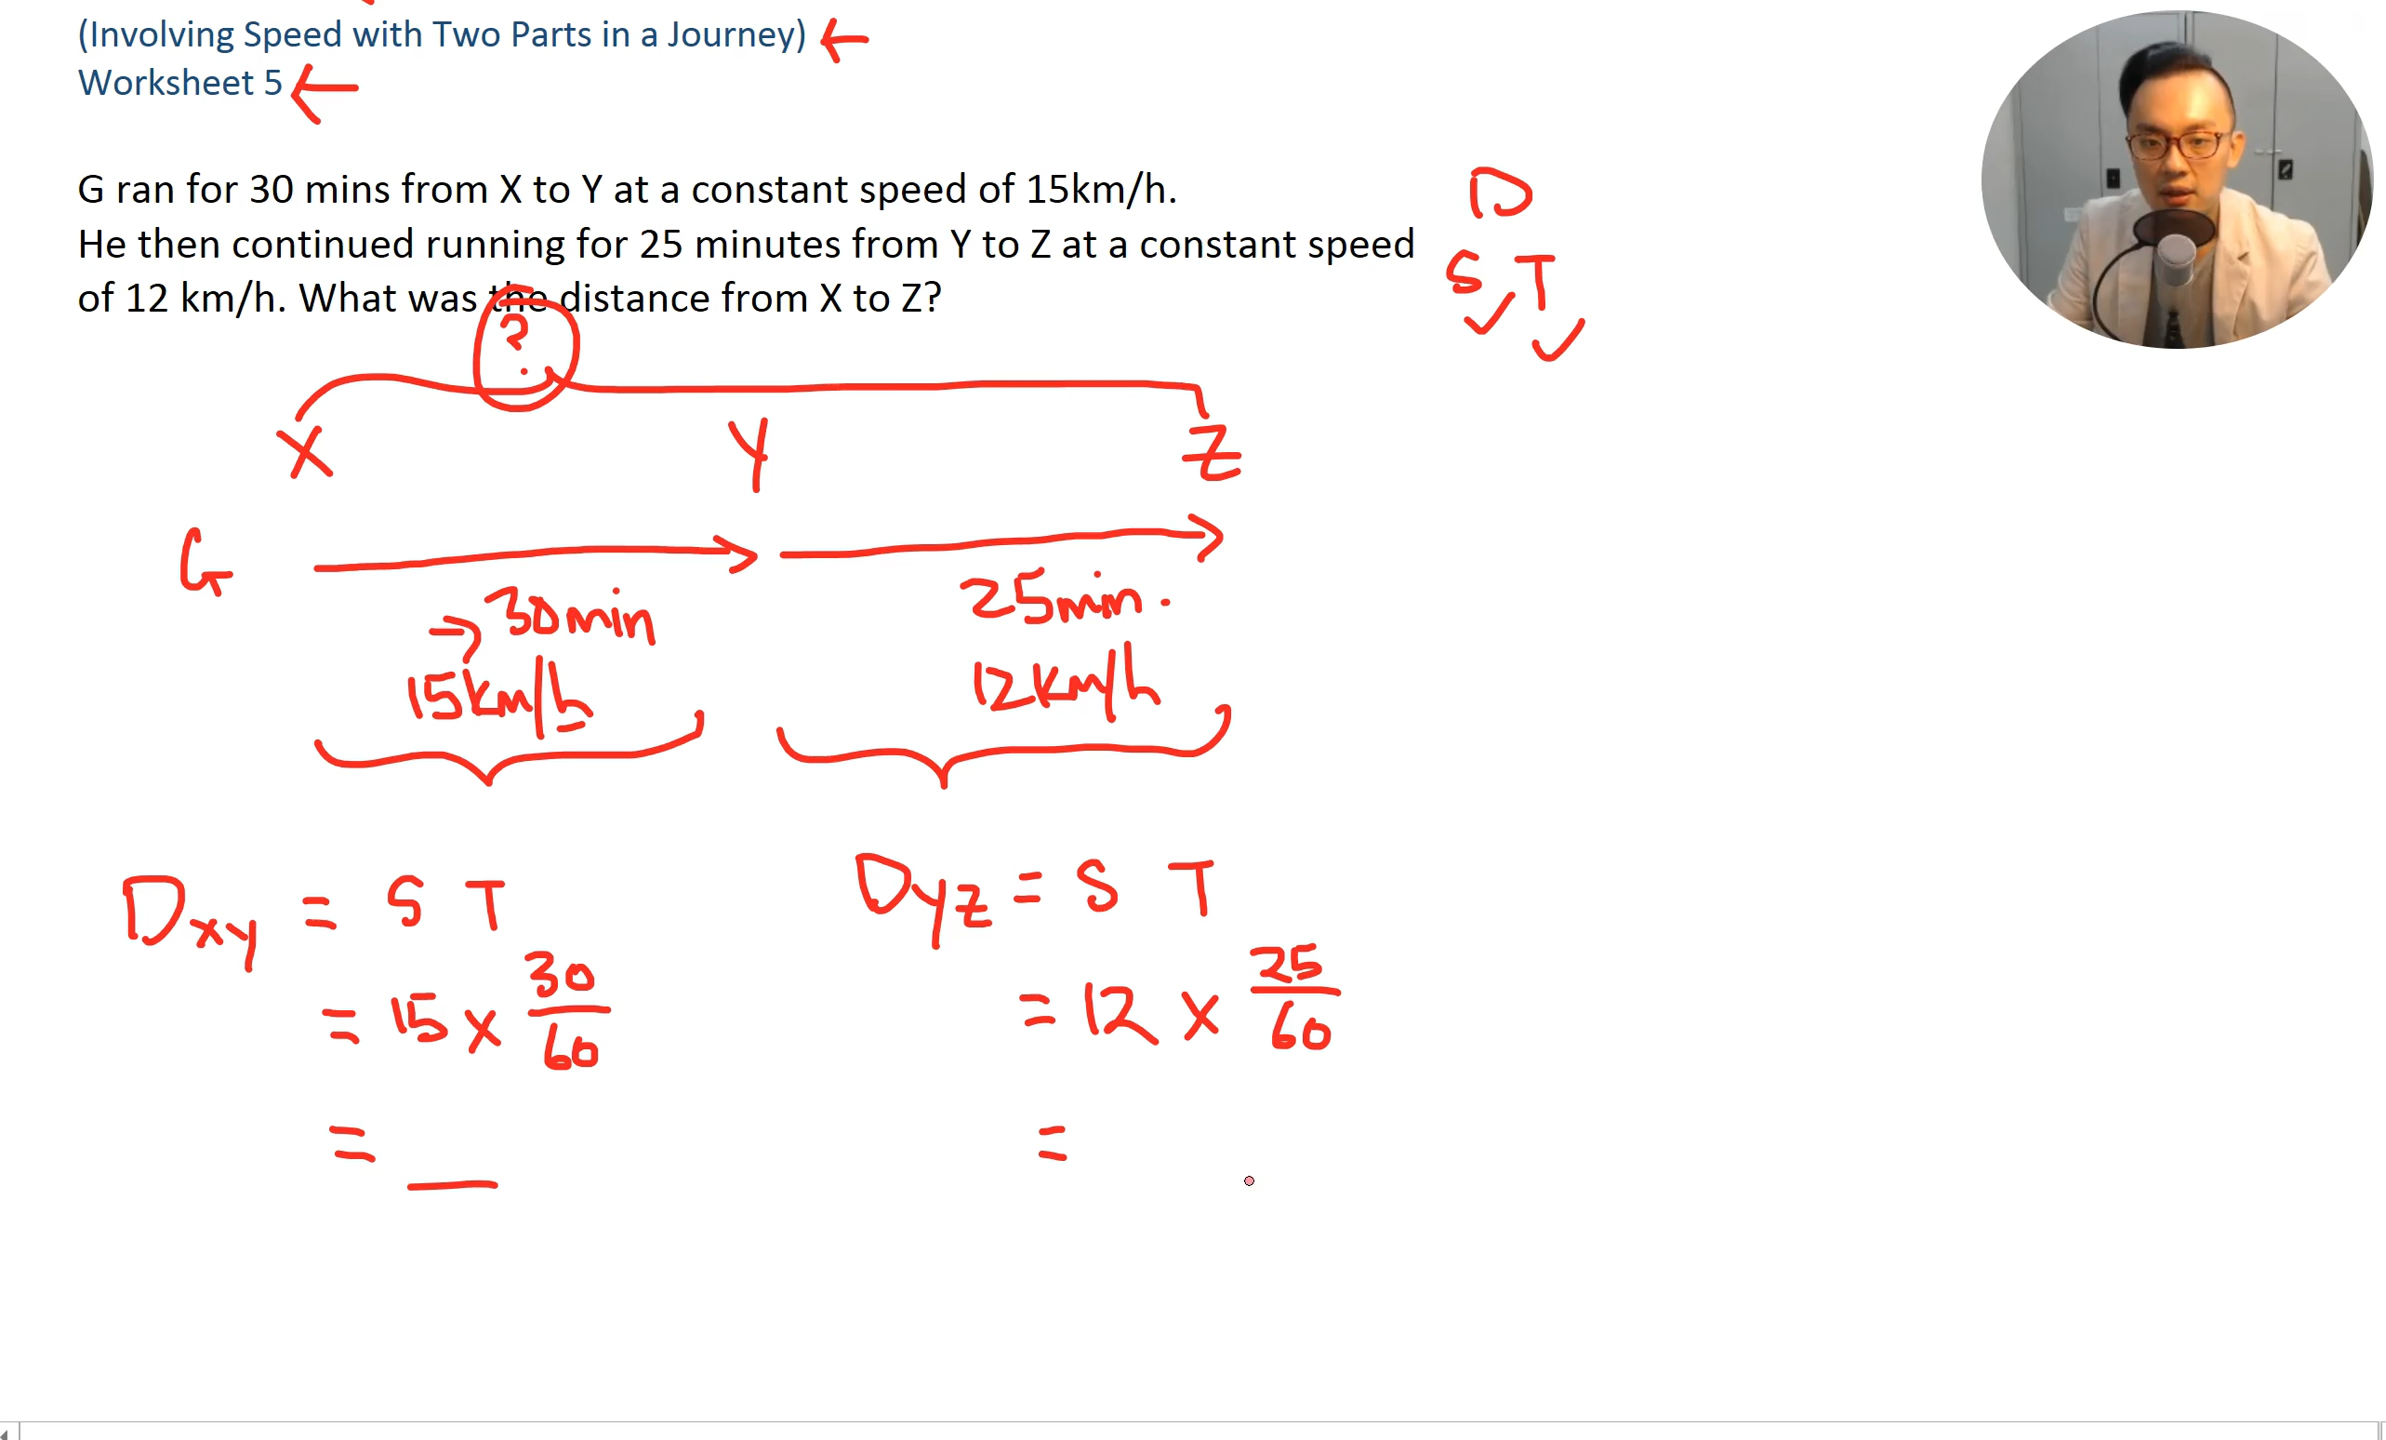 (Involving Speed with Two Parts in a Journey) ←
Worksheet 5 ←
G ran for 30 mins from X to Y at a constant speed of 15km/h.
He then continued running for 25 minutes from Y to Z at a constant speed
of 12 km/h. What was the distance from X to Z?
D
S T
?
X Y Z
G
→ 30min 25min.
15km/h 12km/h
Dxy = S T Dyz = S T
= 15 x 30/60 = 12 x 25/60
= __ =